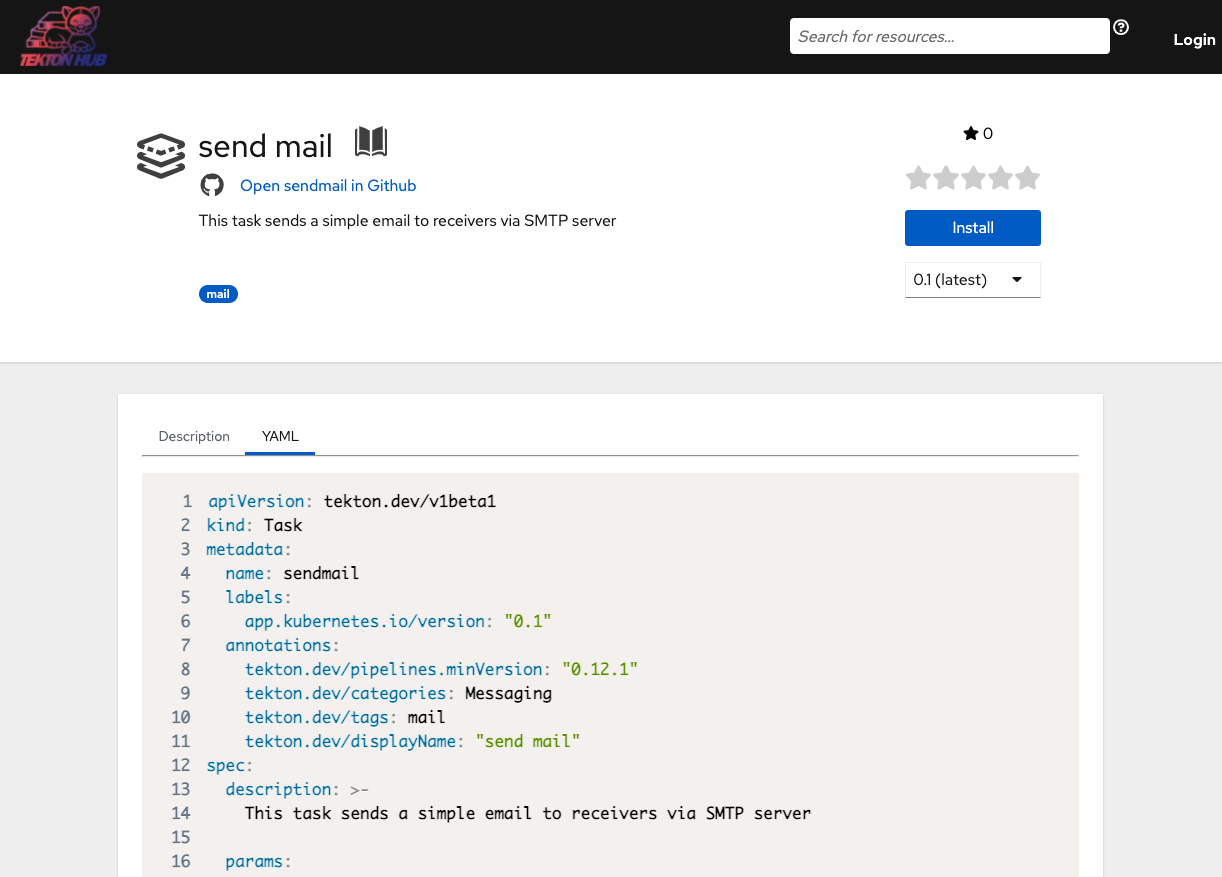 TEKTON HUB
Search for resources...
Login
send mail
0
Open sendmail in Github
This task sends a simple email to receivers via SMTP server
Install
0.1 (latest)
mail
Description YAML
1 apiVersion: tekton.dev/v1beta1
2 kind: Task
3 metadata:
4 name: sendmail
5 labels:
6 app.kubernetes.io/version: "0.1"
7 annotations:
8 tekton.dev/pipelines.minVersion: "0.12.1"
9 tekton.dev/categories: Messaging
10 tekton.dev/tags: mail
11 tekton.dev/displayName: "send mail"
12 spec:
13 description: >-
14 This task sends a simple email to receivers via SMTP server
15
16 params: